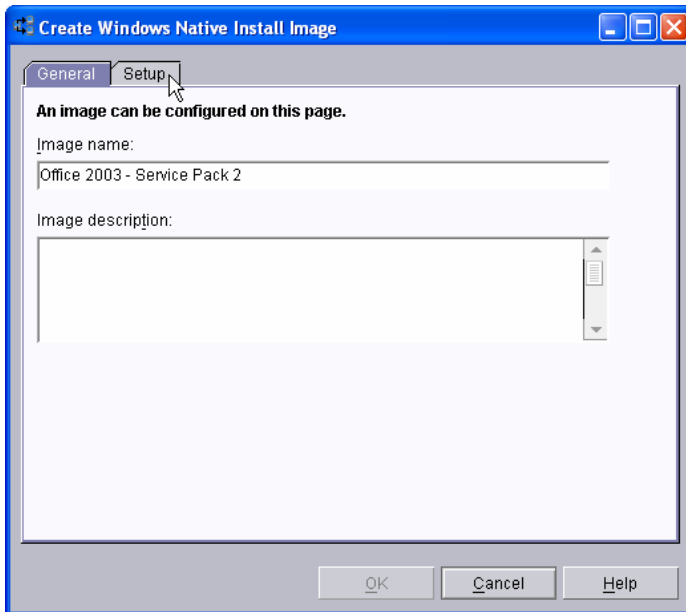 Create Windows Native Install Image
General Setup
An image can be configured on this page.
Image name:
Office 2003 - Service Pack 2
Image description:
OK Cancel Help